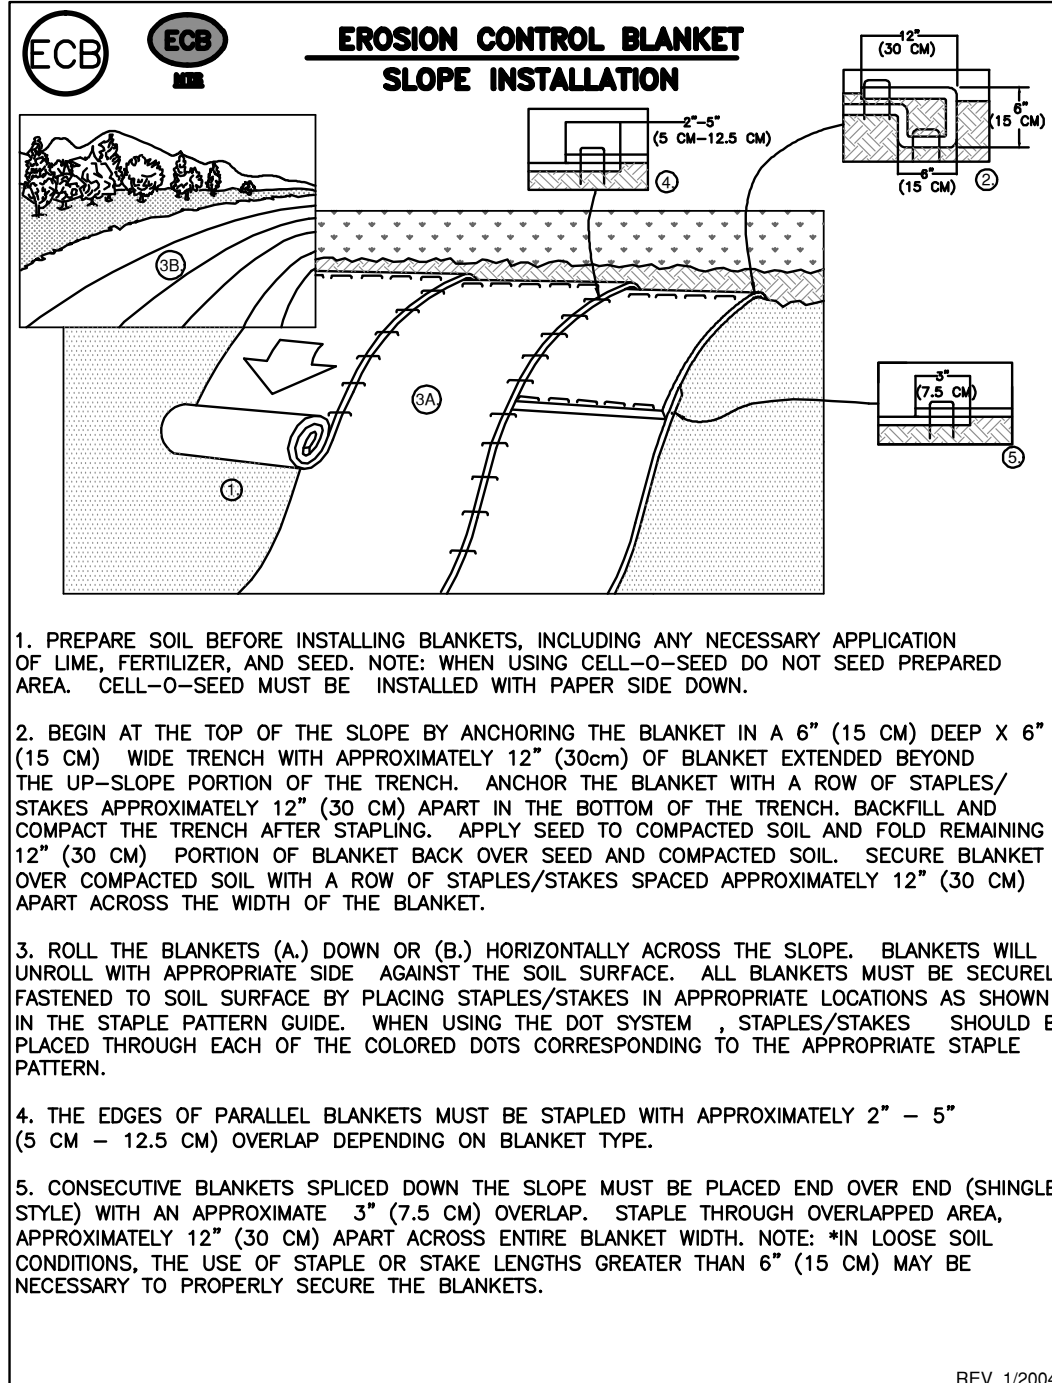 ECB
ECB
MTR
EROSION CONTROL BLANKET
SLOPE INSTALLATION
12"
(30 CM)
6"
(15 CM)
6"
(15 CM)
2.
2"-5"
(5 CM-12.5 CM)
4.
3B.
3A.
1.
3"
(7.5 CM)
5.
1. PREPARE SOIL BEFORE INSTALLING BLANKETS, INCLUDING ANY NECESSARY APPLICATION
OF LIME, FERTILIZER, AND SEED. NOTE: WHEN USING CELL-O-SEED DO NOT SEED PREPARED
AREA. CELL-O-SEED MUST BE INSTALLED WITH PAPER SIDE DOWN.
2. BEGIN AT THE TOP OF THE SLOPE BY ANCHORING THE BLANKET IN A 6" (15 CM) DEEP X 6"
(15 CM) WIDE TRENCH WITH APPROXIMATELY 12" (30cm) OF BLANKET EXTENDED BEYOND
THE UP-SLOPE PORTION OF THE TRENCH. ANCHOR THE BLANKET WITH A ROW OF STAPLES/
STAKES APPROXIMATELY 12" (30 CM) APART IN THE BOTTOM OF THE TRENCH. BACKFILL AND
COMPACT THE TRENCH AFTER STAPLING. APPLY SEED TO COMPACTED SOIL AND FOLD REMAINING
12" (30 CM) PORTION OF BLANKET BACK OVER SEED AND COMPACTED SOIL. SECURE BLANKET
OVER COMPACTED SOIL WITH A ROW OF STAPLES/STAKES SPACED APPROXIMATELY 12" (30 CM)
APART ACROSS THE WIDTH OF THE BLANKET.
3. ROLL THE BLANKETS (A.) DOWN OR (B.) HORIZONTALLY ACROSS THE SLOPE. BLANKETS WILL
UNROLL WITH APPROPRIATE SIDE AGAINST THE SOIL SURFACE. ALL BLANKETS MUST BE SECUREL
FASTENED TO SOIL SURFACE BY PLACING STAPLES/STAKES IN APPROPRIATE LOCATIONS AS SHOWN
IN THE STAPLE PATTERN GUIDE. WHEN USING THE DOT SYSTEM , STAPLES/STAKES SHOULD B
PLACED THROUGH EACH OF THE COLORED DOTS CORRESPONDING TO THE APPROPRIATE STAPLE
PATTERN.
4. THE EDGES OF PARALLEL BLANKETS MUST BE STAPLED WITH APPROXIMATELY 2" - 5"
(5 CM - 12.5 CM) OVERLAP DEPENDING ON BLANKET TYPE.
5. CONSECUTIVE BLANKETS SPLICED DOWN THE SLOPE MUST BE PLACED END OVER END (SHINGLE
STYLE) WITH AN APPROXIMATE 3" (7.5 CM) OVERLAP. STAPLE THROUGH OVERLAPPED AREA,
APPROXIMATELY 12" (30 CM) APART ACROSS ENTIRE BLANKET WIDTH. NOTE: *IN LOOSE SOIL
CONDITIONS, THE USE OF STAPLE OR STAKE LENGTHS GREATER THAN 6" (15 CM) MAY BE
NECESSARY TO PROPERLY SECURE THE BLANKETS.
REV. 1/2004